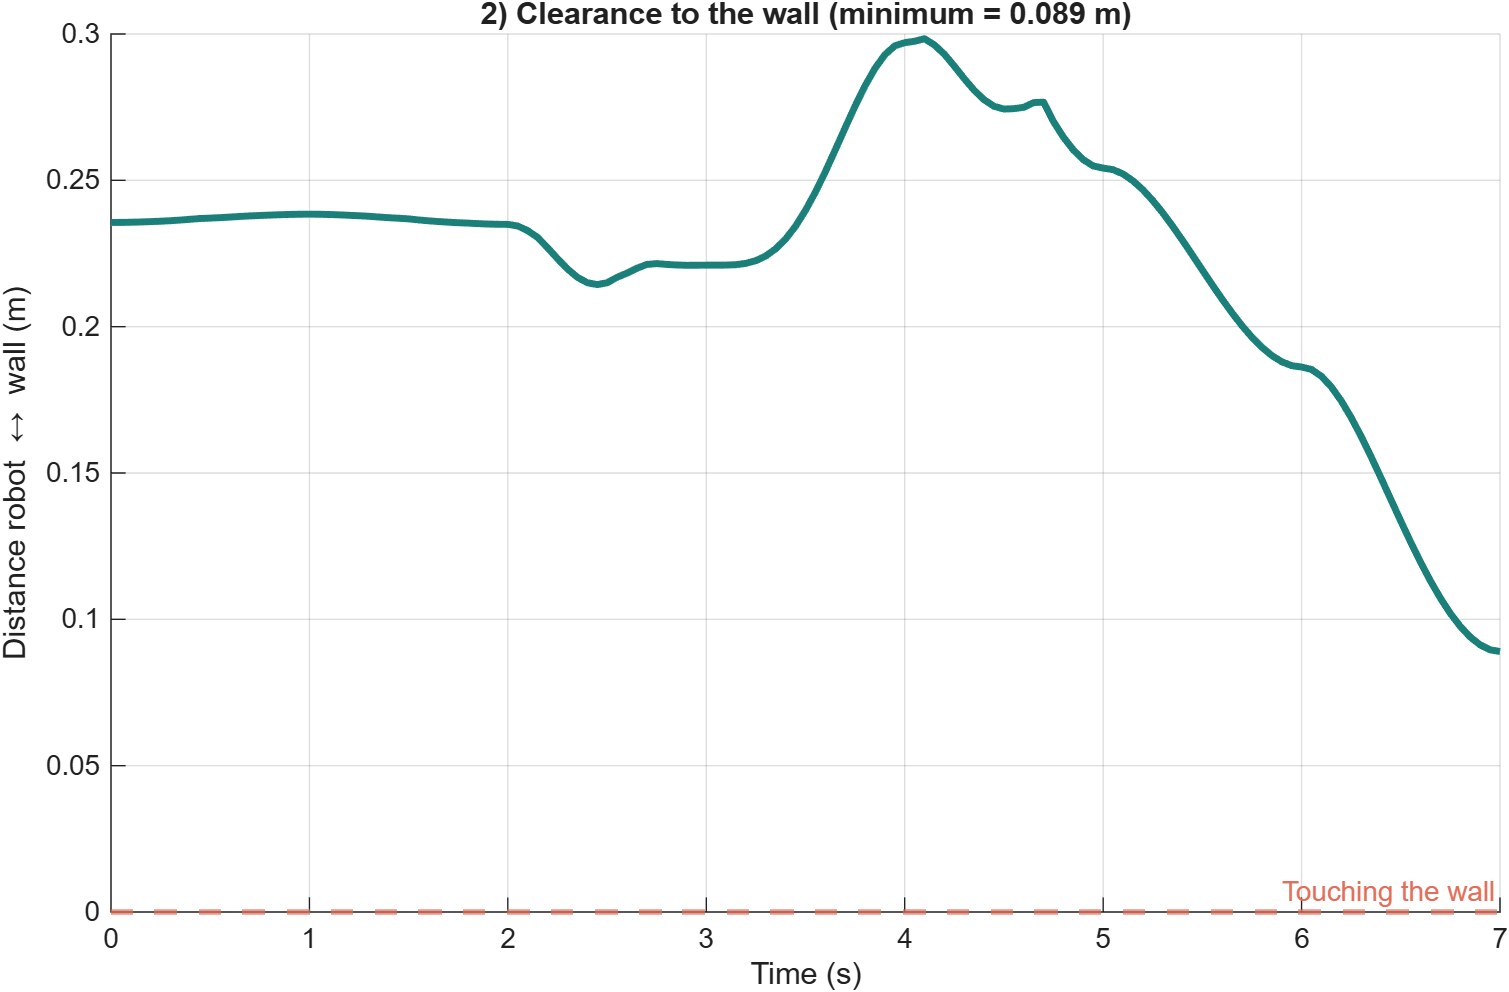 2) Clearance to the wall (minimum = 0.089 m)
0.3
0.25
0.2
0.15
0.1
0.05
0
Distance robot ↔ wall (m)
Touching the wall
0 1 2 3 4 5 6 7
Time (s)